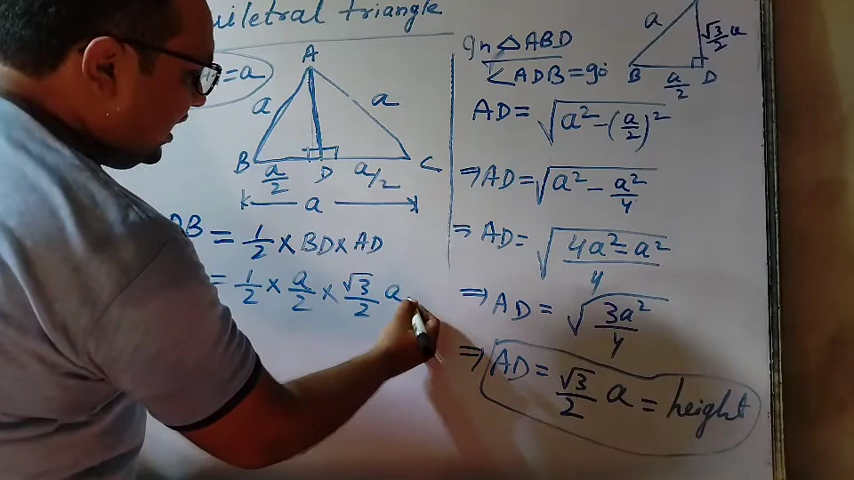 uiletral triangle
=a
A
a
a
B
D
C
a/2
a/2
a
DB = 1/2 × BD × AD
= 1/2 × a/2 × √3/2 a
gn △ABD
∠ADB = 90
AD = √a² - (a/2)²
⇒ AD = √a² - a²/4
⇒ AD = √4a² = a²/4
⇒ AD = √3a²/4
⇒ AD = √3/2 a = height
a
√3/2 a
B
a/2
D